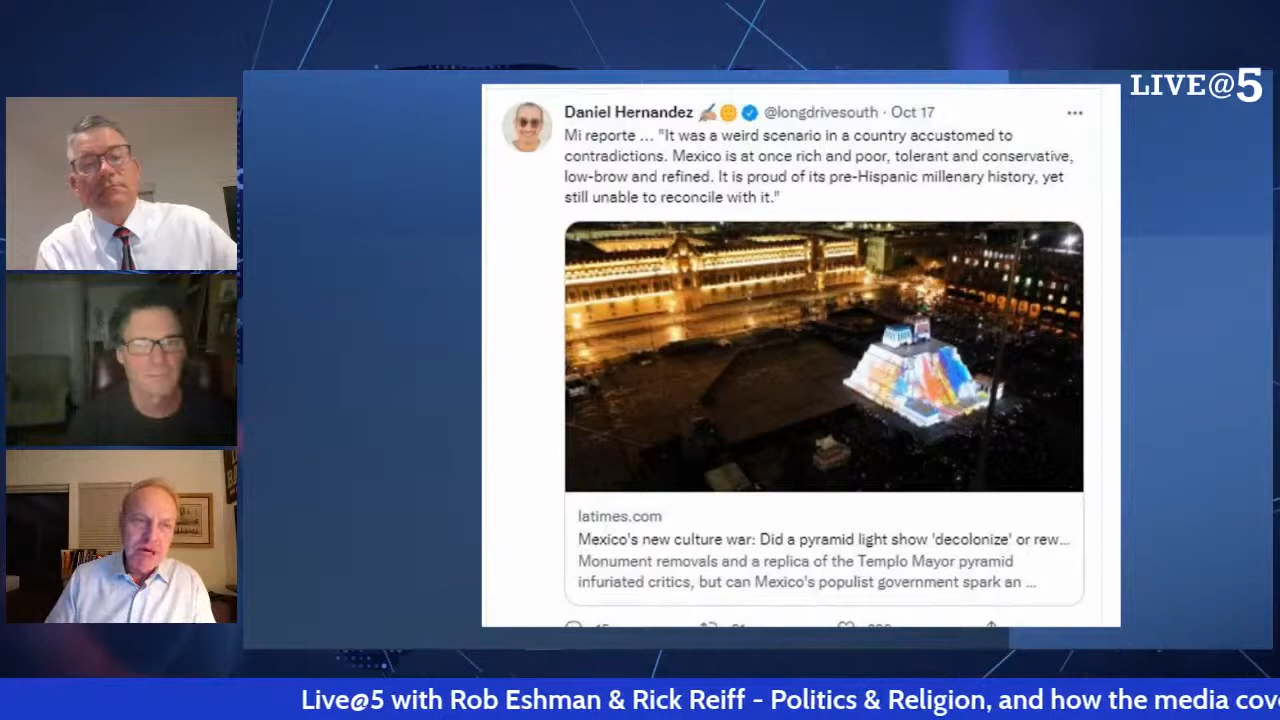 LIVE@5
Daniel Hernandez @longdrivesouth · Oct 17
Mi reporte ... "It was a weird scenario in a country accustomed to
contradictions. Mexico is at once rich and poor, tolerant and conservative,
low-brow and refined. It is proud of its pre-Hispanic millenary history, yet
still unable to reconcile with it."
latimes.com
Mexico's new culture war: Did a pyramid light show 'decolonize' or rew...
Monument removals and a replica of the Templo Mayor pyramid
infuriated critics, but can Mexico's populist government spark an ...
Live@5 with Rob Eshman & Rick Reiff - Politics & Religion, and how the media cov